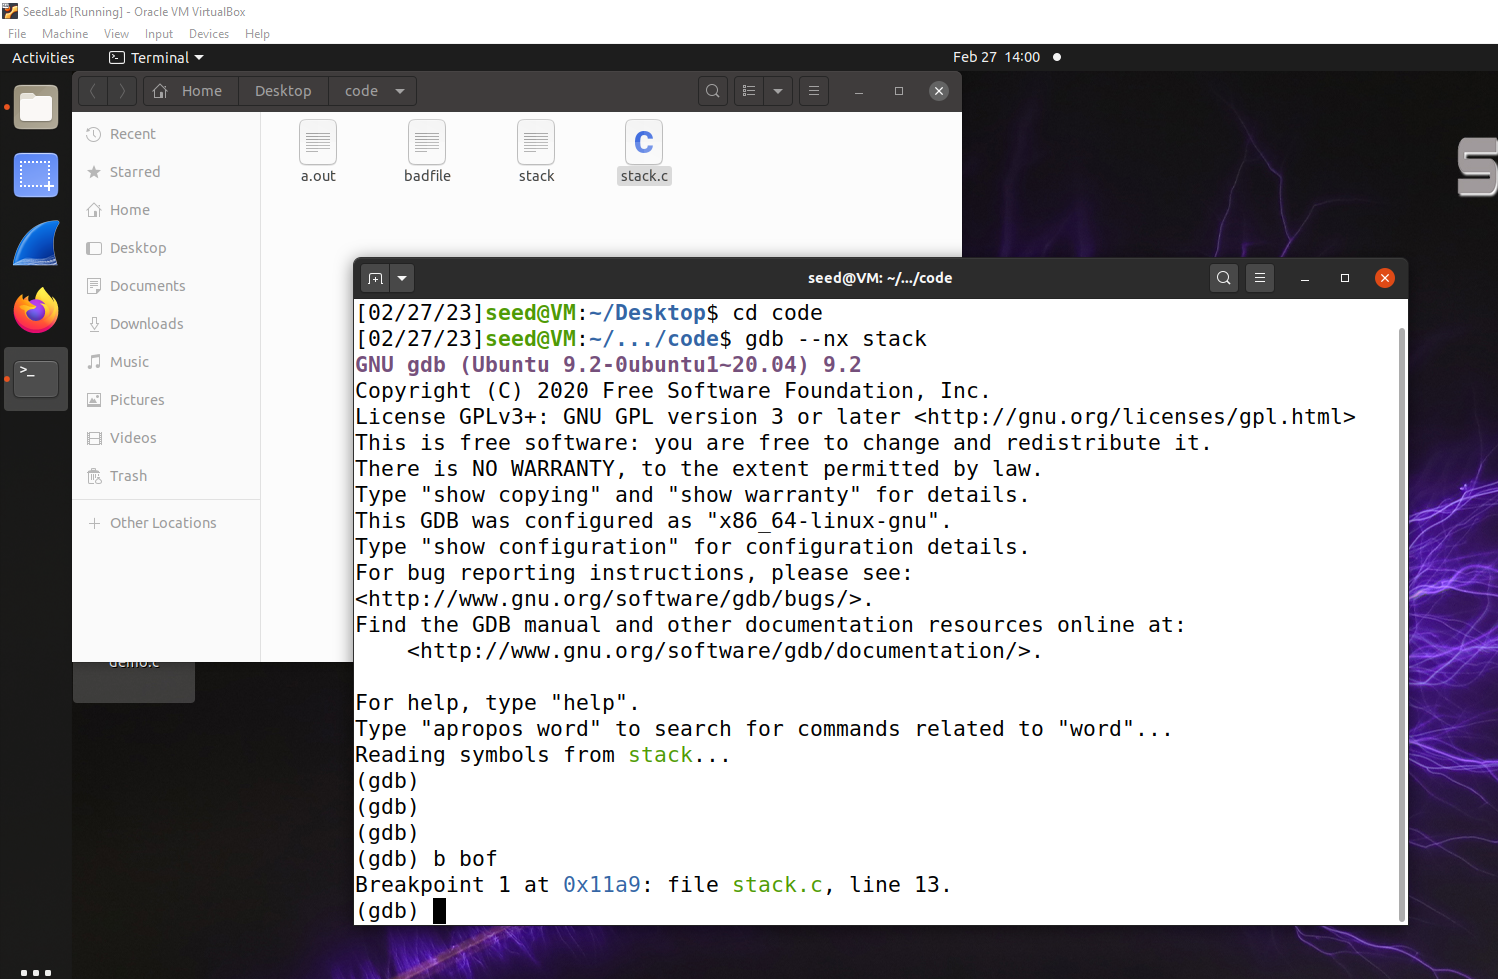 SeedLab [Running] - Oracle VM VirtualBox
File Machine View Input Devices Help
Activities Terminal Feb 27 14:00
Home Desktop code
Recent
Starred
Home
Desktop
Documents
Downloads
Music
Pictures
Videos
Trash
Other Locations
a.out badfile stack stack.c
C
S
demo.c
seed@VM: ~/.../code
[02/27/23]seed@VM:~/Desktop$ cd code
[02/27/23]seed@VM:~/.../code$ gdb --nx stack
GNU gdb (Ubuntu 9.2-0ubuntu1~20.04) 9.2
Copyright (C) 2020 Free Software Foundation, Inc.
License GPLv3+: GNU GPL version 3 or later <http://gnu.org/licenses/gpl.html>
This is free software: you are free to change and redistribute it.
There is NO WARRANTY, to the extent permitted by law.
Type "show copying" and "show warranty" for details.
This GDB was configured as "x86_64-linux-gnu".
Type "show configuration" for configuration details.
For bug reporting instructions, please see:
<http://www.gnu.org/software/gdb/bugs/>.
Find the GDB manual and other documentation resources online at:
<http://www.gnu.org/software/gdb/documentation/>.
For help, type "help".
Type "apropos word" to search for commands related to "word"...
Reading symbols from stack...
(gdb)
(gdb)
(gdb)
(gdb) b bof
Breakpoint 1 at 0x11a9: file stack.c, line 13.
(gdb)